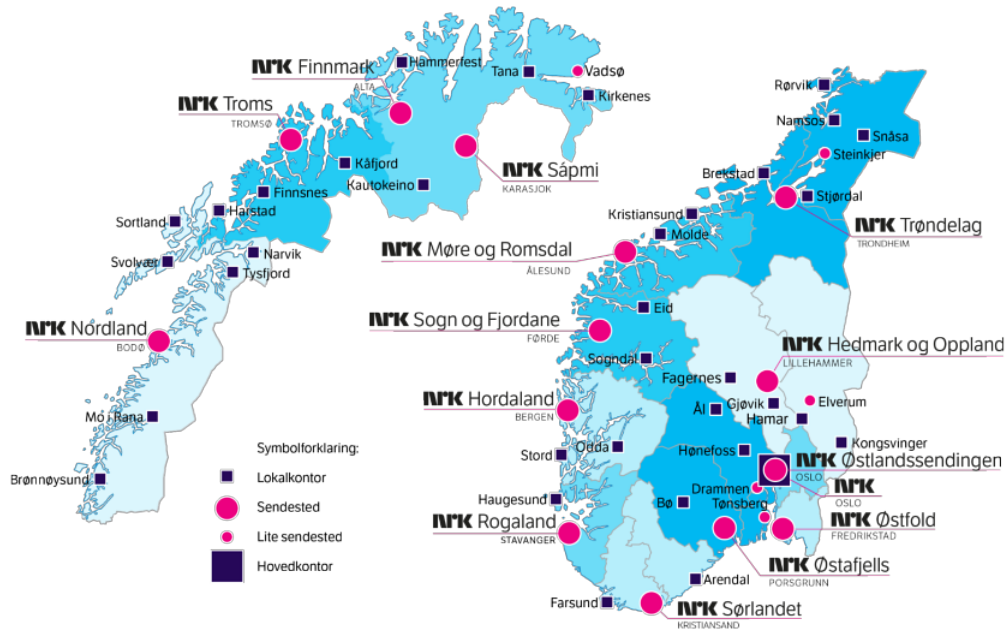 NRK Finnmark
ALTA
Hammerfest
Tana
Vadsø
Kirkenes
NRK Troms
TROMSØ
Kåfjord
Kautokeino
NRK Sápmi
KARASJOK
Finnsnes
Harstad
Sortland
Svolvær
Narvik
Tysfjord
NRK Nordland
BODØ
Mo i Rana
Brønnøysund
Symbolforklaring:
Lokalkontor
Sendested
Lite sendested
Hovedkontor
Rørvik
Namsos
Snåsa
Steinkjer
Brekstad
Stjørdal
NRK Trøndelag
TRONDHEIM
Kristiansund
Molde
NRK Møre og Romsdal
ÅLESUND
Eid
NRK Sogn og Fjordane
FØRDE
Sogndal
NRK Hedmark og Oppland
LILLEHAMMER
Fagernes
Gjøvik
Elverum
Hamar
Ål
NRK Hordaland
BERGEN
Odda
Stord
Hønefoss
Kongsvinger
NRK Østlandssendingen
OSLO
NRK
OSLO
Drammen
Tønsberg
Bø
Haugesund
NRK Rogaland
STAVANGER
NRK Østfold
FREDRIKSTAD
NRK Østafjells
PORSGRUNN
Arendal
Farsund
NRK Sørlandet
KRISTIANSAND